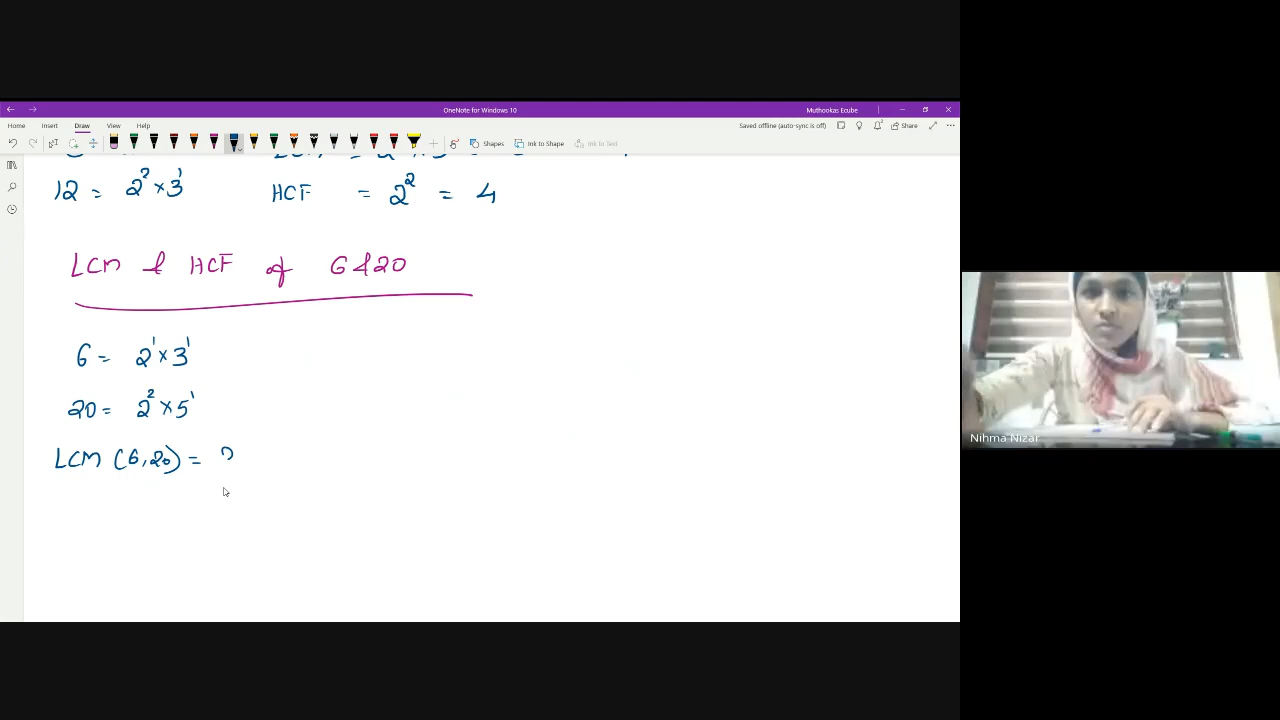 OneNote for Windows 10
Muthookas Ecube
Home Insert Draw View Help
Saved offline (auto-sync is off)
Share
Shapes Ink to Shape Ink to Text
12 = 2² × 3¹
HCF = 2² = 4
LCM & HCF of 6 & 20
6 = 2¹ × 3¹
20 = 2² × 5¹
LCM (6, 20) =
Nihma Nizar